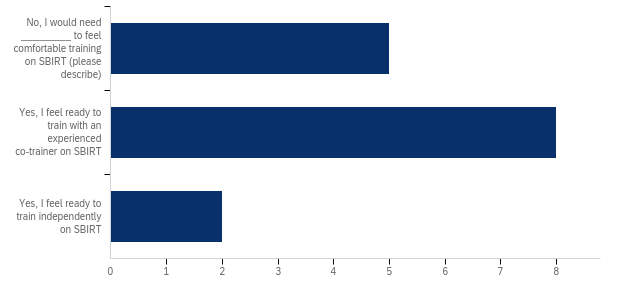 No, I would need
__________ to feel
comfortable training
on SBIRT (please
describe)
Yes, I feel ready to
train with an
experienced
co-trainer on SBIRT
Yes, I feel ready to
train independently
on SBIRT
0 1 2 3 4 5 6 7 8